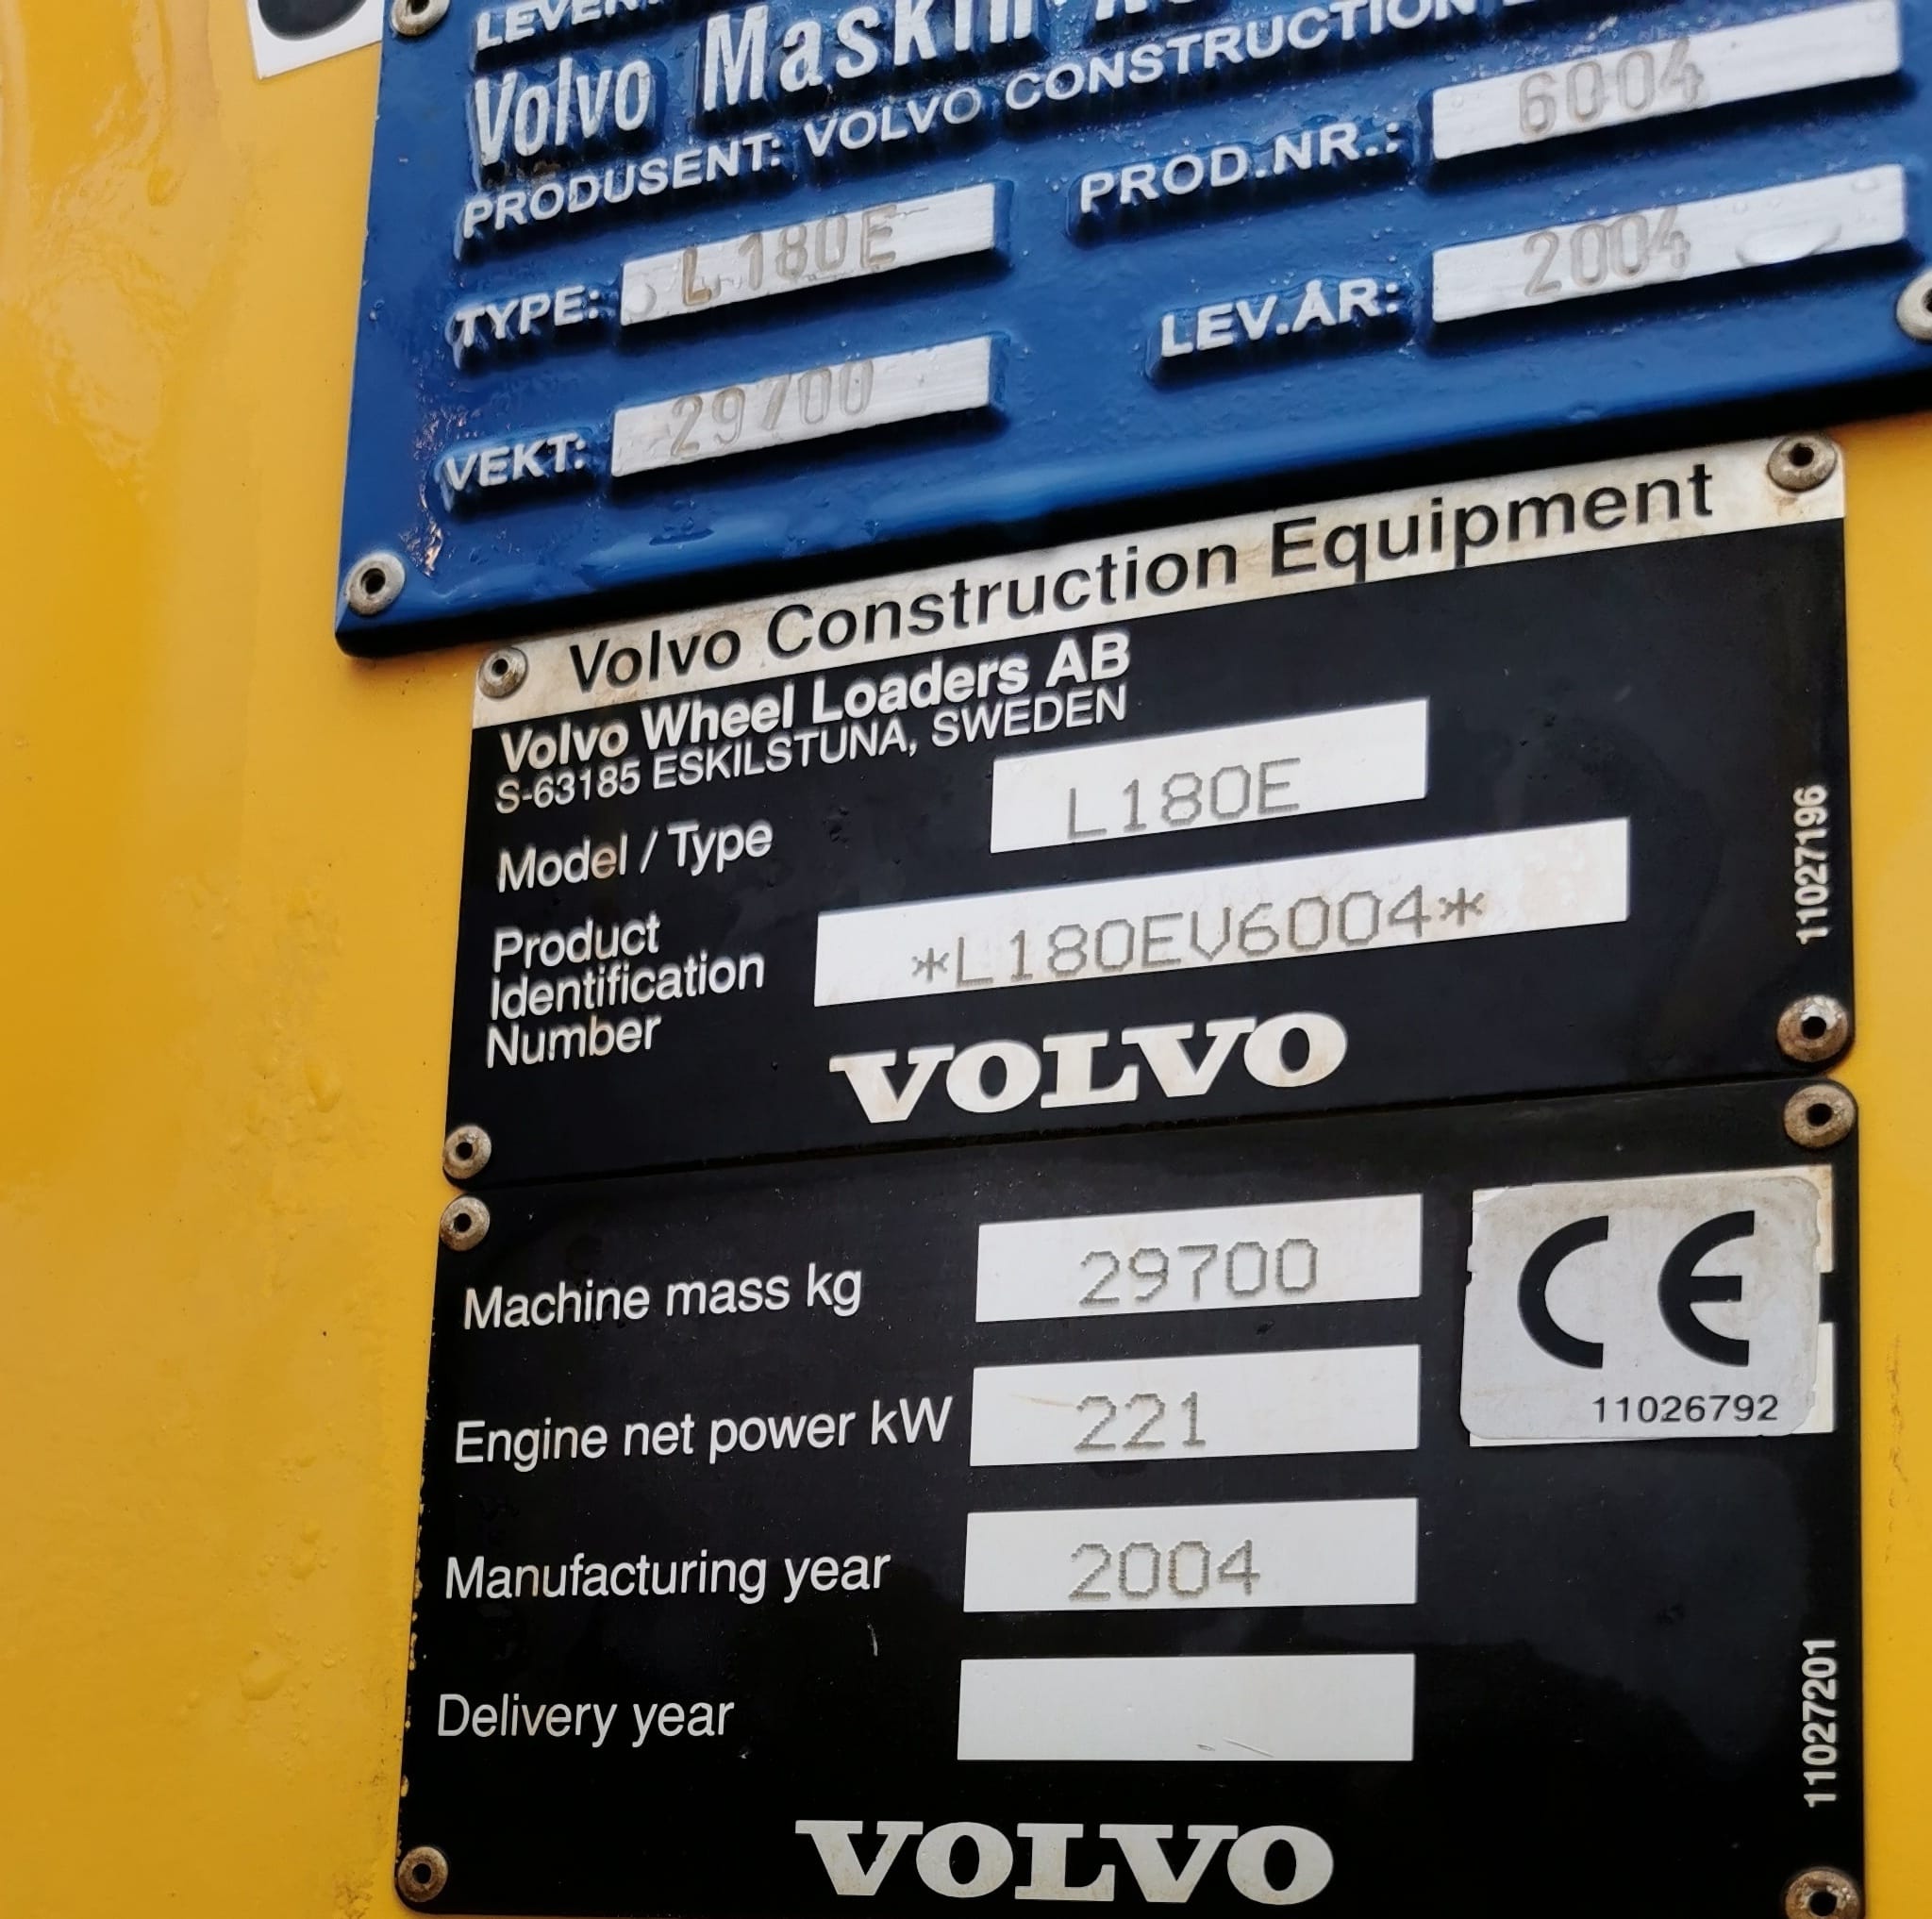 Volvo Maskin
PRODUSENT: VOLVO CONSTRUCTION
PROD.NR.: 6004
TYPE: L180E
LEV.ÅR: 2004
VEKT: 29700
Volvo Construction Equipment
Volvo Wheel Loaders AB
S-63185 ESKILSTUNA, SWEDEN
Model / Type L180E
Product
Identification
Number
*L180EV6004*
11027196
VOLVO
Machine mass kg 29700
CE
11026792
Engine net power kW 221
Manufacturing year 2004
Delivery year
11027201
VOLVO